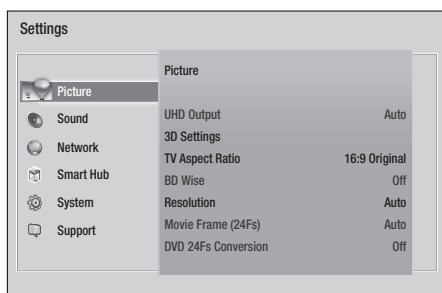 Settings
Picture
Sound
Network
Smart Hub
System
Support
Picture
UHD Output Auto
3D Settings
TV Aspect Ratio 16:9 Original
BD Wise Off
Resolution Auto
Movie Frame (24Fs) Auto
DVD 24Fs Conversion Off